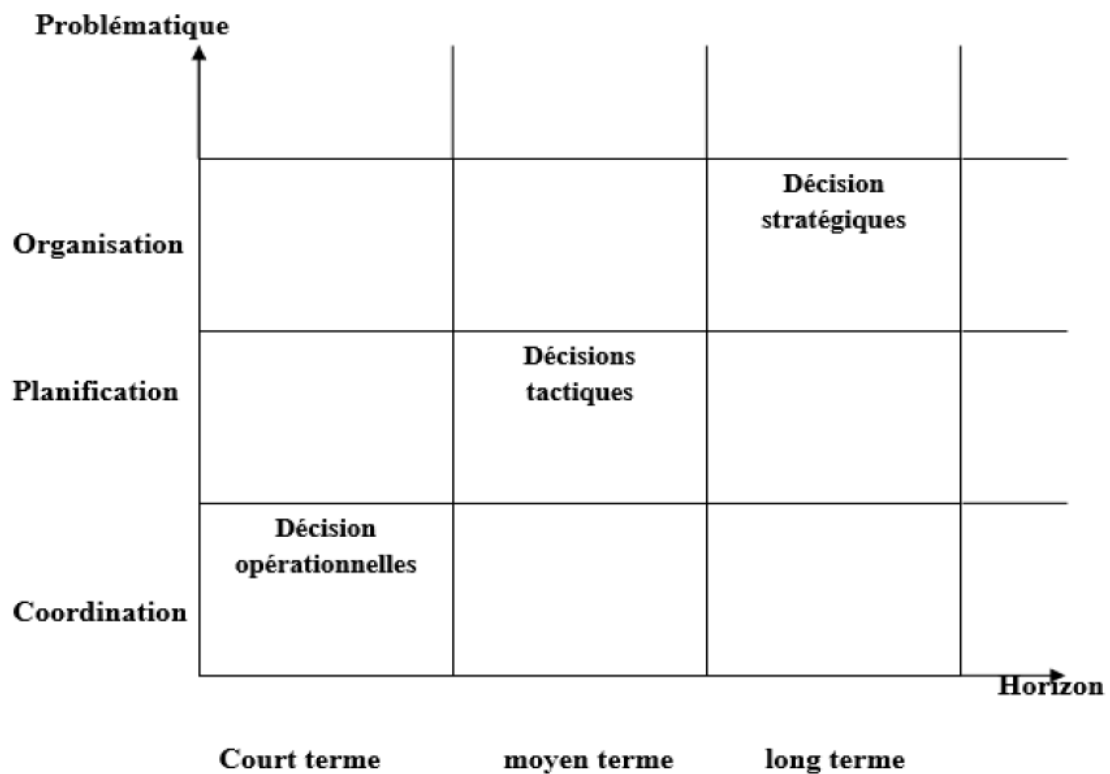 Problématique
Décision
stratégiques
Organisation
Décisions
tactiques
Planification
Décision
opérationnelles
Coordination
Horizon
Court terme
moyen terme
long terme